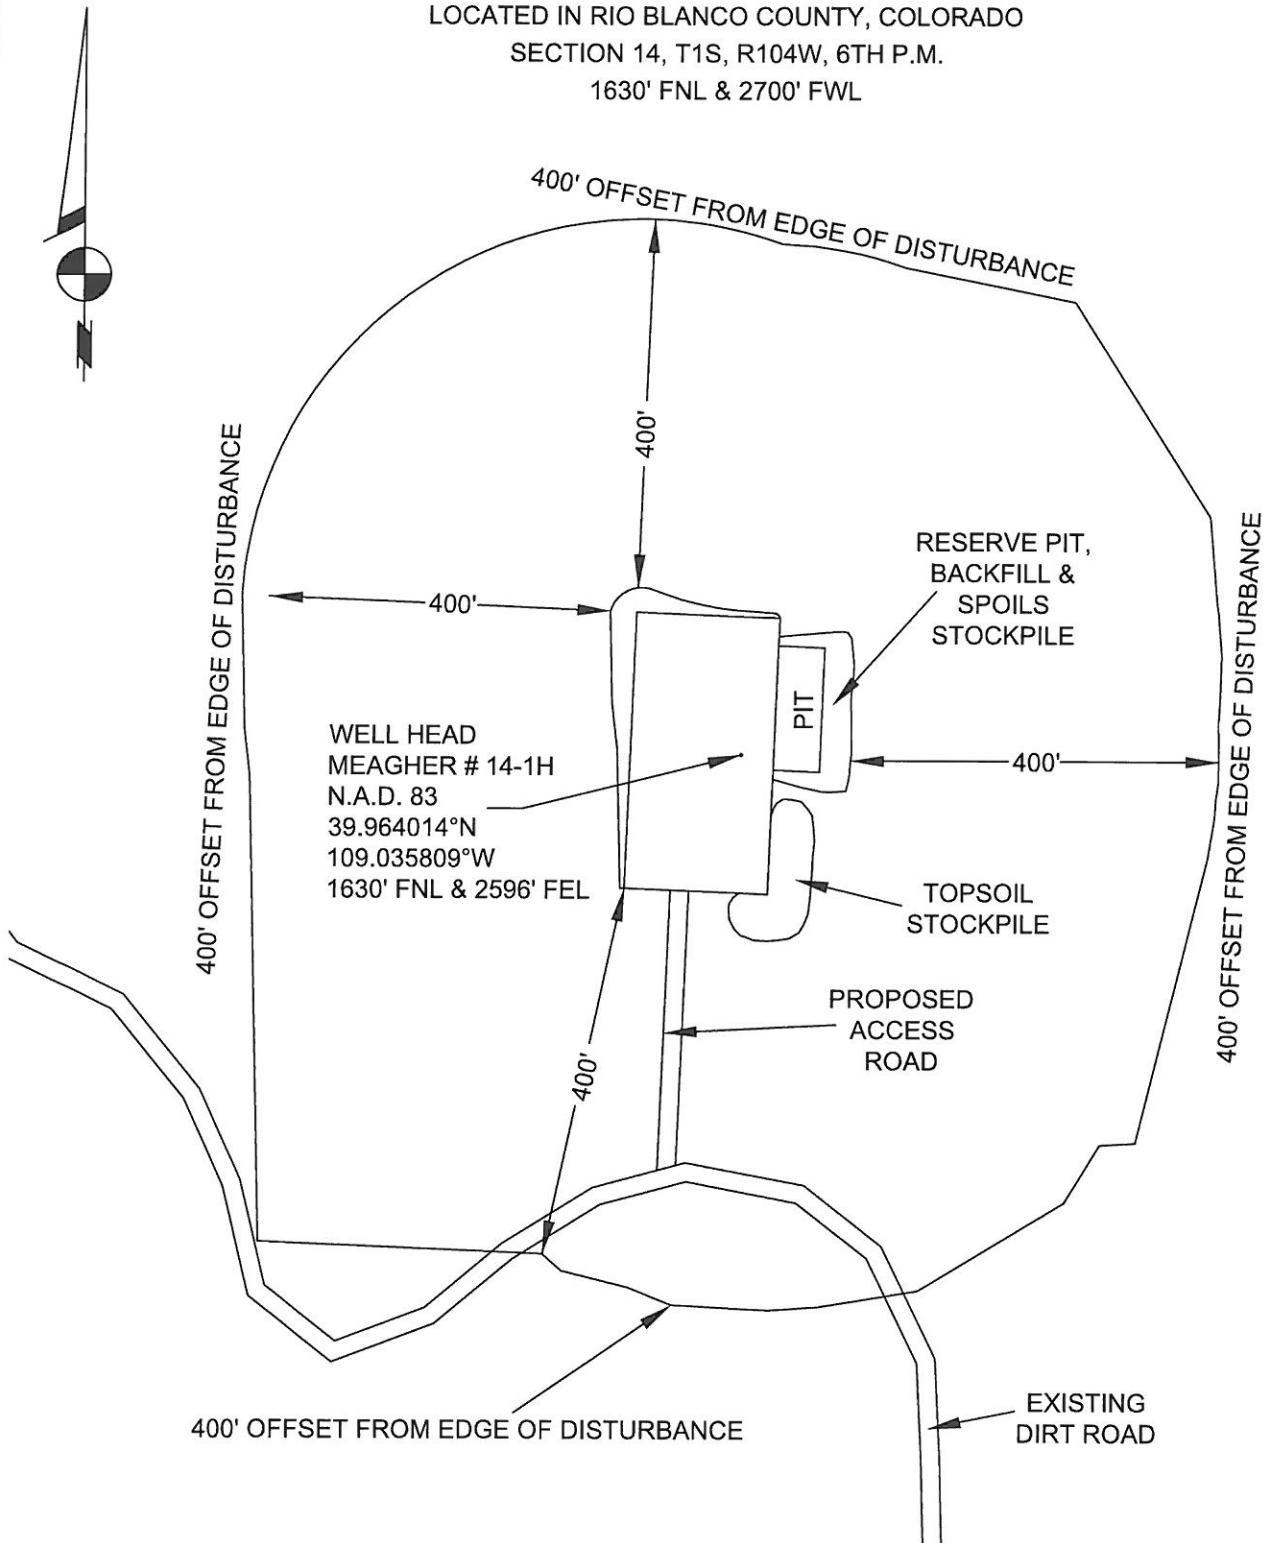 LOCATED IN RIO BLANCO COUNTY, COLORADO
SECTION 14, T1S, R104W, 6TH P.M.
1630' FNL & 2700' FWL
400' OFFSET FROM EDGE OF DISTURBANCE
400'
400' OFFSET FROM EDGE OF DISTURBANCE
400'
RESERVE PIT,
BACKFILL &
SPOILS
STOCKPILE
PIT
400'
400' OFFSET FROM EDGE OF DISTURBANCE
WELL HEAD
MEAGHER # 14-1H
N.A.D. 83
39.964014°N
109.035809°W
1630' FNL & 2596' FEL
TOPSOIL
STOCKPILE
PROPOSED
ACCESS
ROAD
400'
400' OFFSET FROM EDGE OF DISTURBANCE
EXISTING
DIRT ROAD